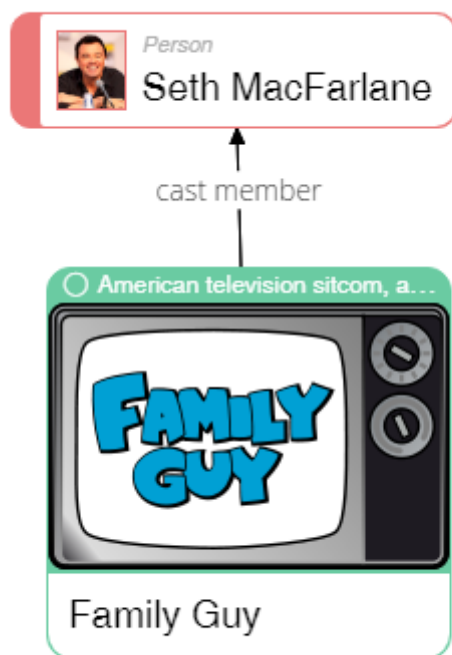 Person
Seth MacFarlane
cast member
American television sitcom, a...
FAMILY
GUY
Family Guy